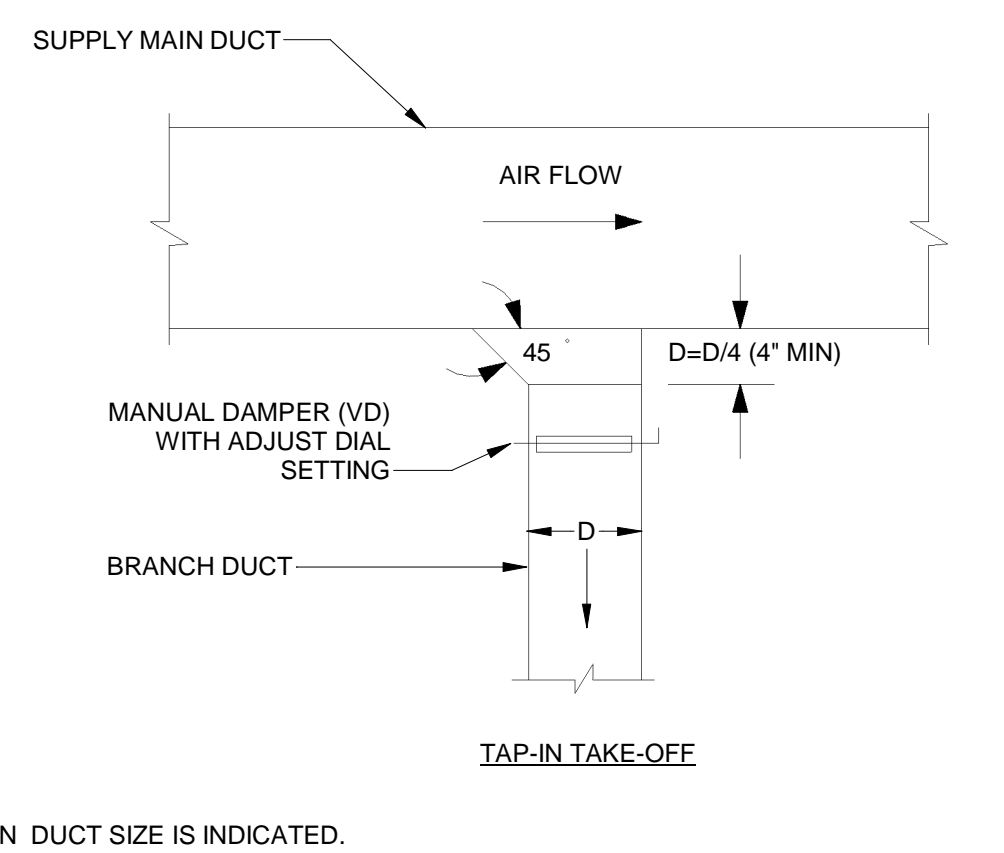 SUPPLY MAIN DUCT
AIR FLOW
45°
D=D/4 (4" MIN)
MANUAL DAMPER (VD)
WITH ADJUST DIAL
SETTING
D
BRANCH DUCT
TAP-IN TAKE-OFF
N DUCT SIZE IS INDICATED.